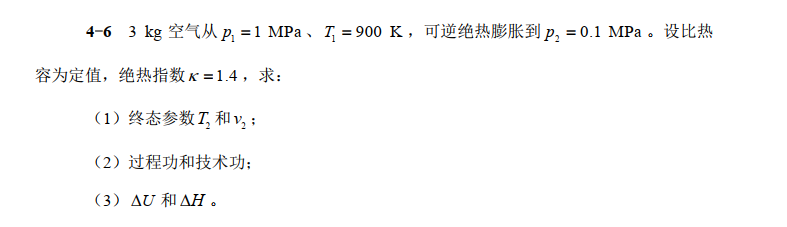 4-6 3 kg 空气从 p₁ = 1 MPa 、 T₁ = 900 K ，可逆绝热膨胀到 p₂ = 0.1 MPa 。设比热
容为定值，绝热指数 κ = 1.4 ，求：
（1）终态参数 T₂ 和 v₂ ；
（2）过程功和技术功；
（3） ΔU 和 ΔH 。